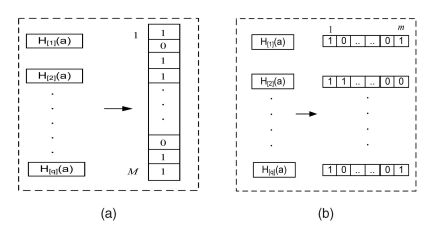 H[1](a)
H[2](a)
H[q](a)
1
1
0
1
1
0
1
M
1
(a)
1
m
H[1](a)
1 0 .. .. 0 1
H[2](a)
1 1 .. .. 0 0
H[q](a)
1 0 .. .. 0 1
(b)